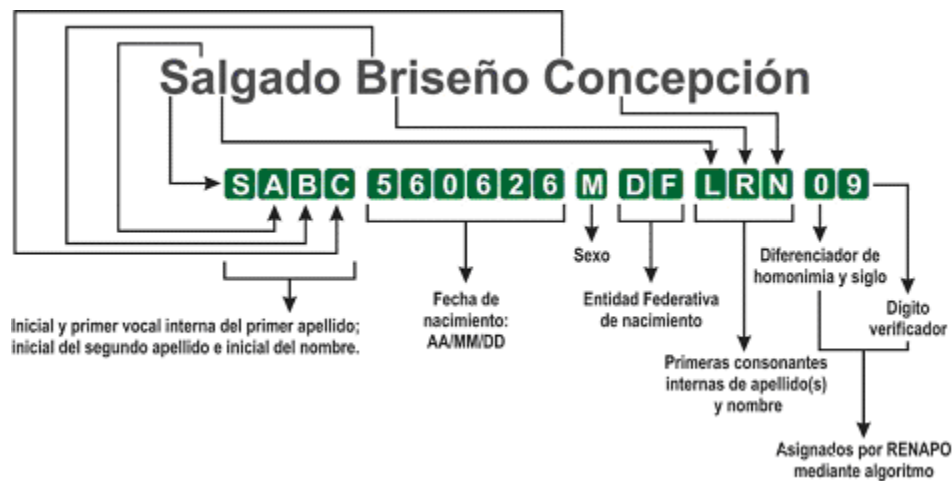 Salgado Briseño Concepción
SABC 560626 M DF LRN 09
Sexo
Diferenciador de
homonimia y siglo
Fecha de
nacimiento:
AA/MM/DD
Entidad Federativa
de nacimiento
Digito
verificador
Inicial y primer vocal interna del primer apellido;
inicial del segundo apellido e inicial del nombre.
Primeras consonantes
internas de apellido(s)
y nombre
Asignados por RENAPO
mediante algoritmo